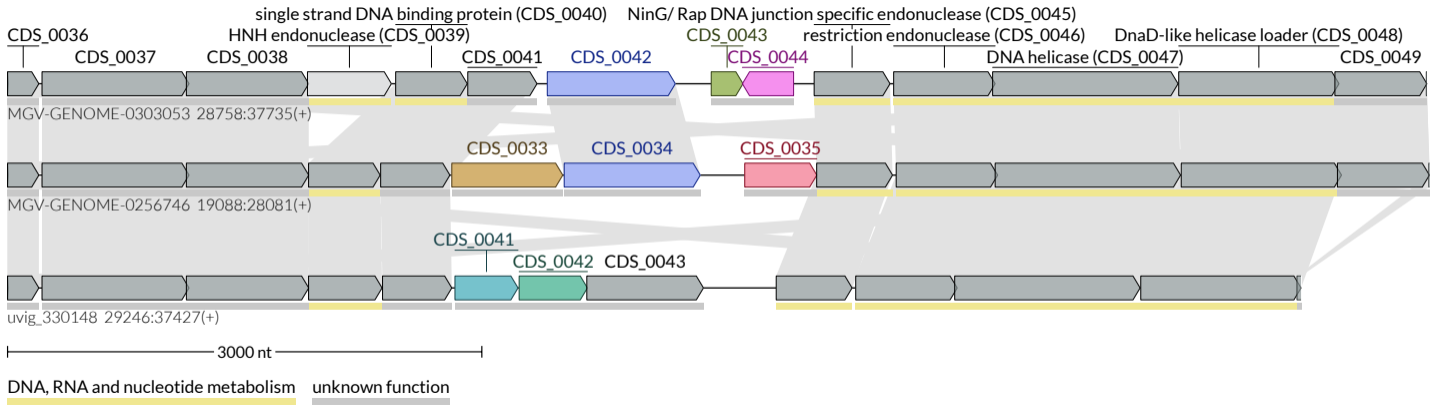 single strand DNA binding protein (CDS_0040) NinG/ Rap DNA junction specific endonuclease (CDS_0045)
CDS_0036 HNH endonuclease (CDS_0039) CDS_0043 restriction endonuclease (CDS_0046) DnaD-like helicase loader (CDS_0048)
CDS_0037 CDS_0038 CDS_0041 CDS_0042 CDS_0044 DNA helicase (CDS_0047) CDS_0049
MGV-GENOME-0303053 28758:37735(+)
CDS_0033 CDS_0034 CDS_0035
MGV-GENOME-0256746 19088:28081(+)
CDS_0041
CDS_0042 CDS_0043
uvig_330148 29246:37427(+)
3000 nt
DNA, RNA and nucleotide metabolism unknown function